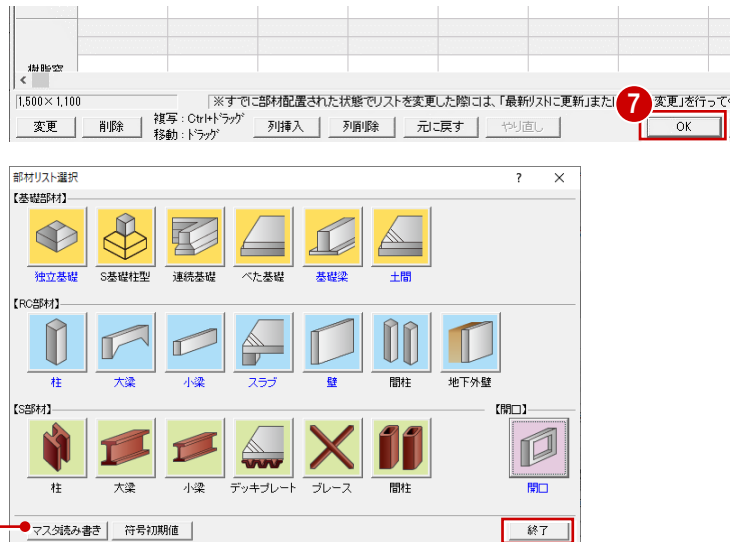 1,500×1,100
※すでに部材配置された状態でリストを変更した際には、「最新リストに更新」また
7
変更」を行って
変更
削除
複写：Ctrl+ドラッグ
移動：ドラッグ
列挿入
列削除
元に戻す
やり直し
OK
部材リスト選択
?
×
【基礎部材】
独立基礎
S基礎柱型
連続基礎
べた基礎
基礎梁
土間
【RC部材】
柱
大梁
小梁
スラブ
壁
間柱
地下外壁
【S部材】
【開口】
柱
大梁
小梁
デッキプレート
ブレース
間柱
開口
マスタ読み書き
符号初期値
終了